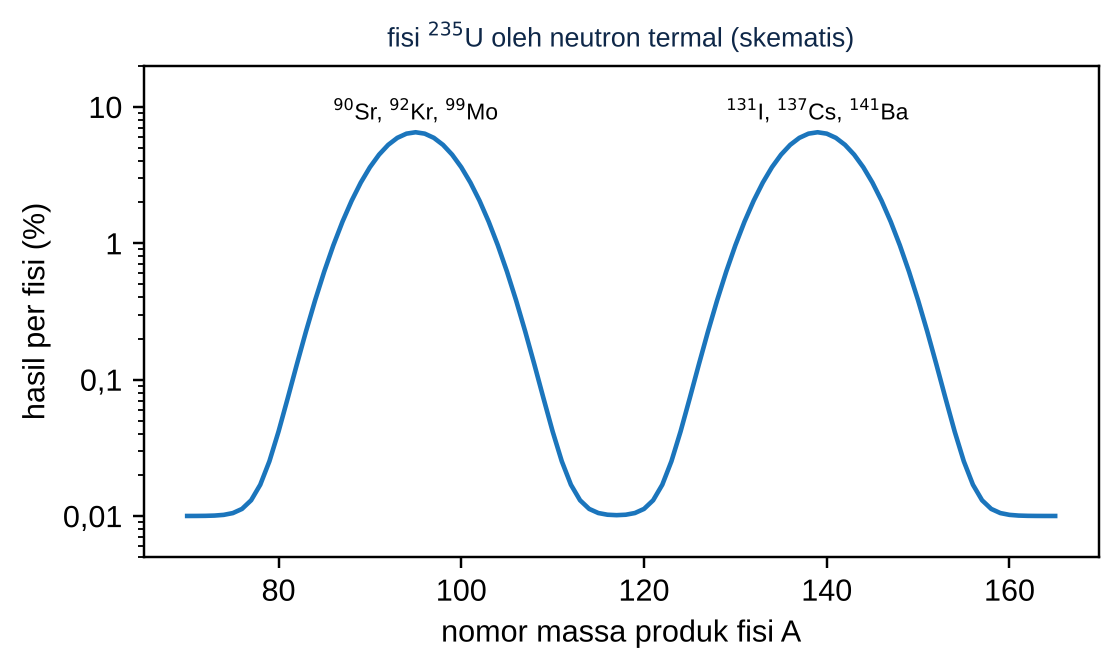 fisi ²³⁵U oleh neutron termal (skematis)
⁹⁰Sr, ⁹²Kr, ⁹⁹Mo
¹³¹I, ¹³⁷Cs, ¹⁴¹Ba
hasil per fisi (%)
10
1
0,1
0,01
80 100 120 140 160
nomor massa produk fisi A